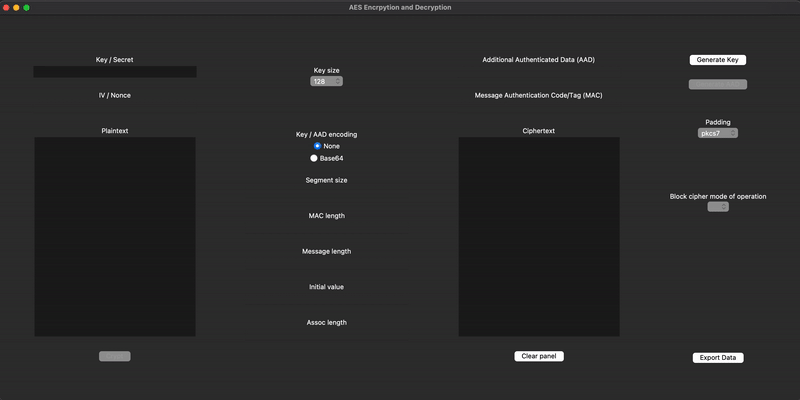 AES Encrpytion and Decryption
Key / Secret
Key size
128
Additional Authenticated Data (AAD)
Generate Key
IV / Nonce
Message Authentication Code/Tag (MAC)
Plaintext
Key / AAD encoding
None
Base64
Ciphertext
Padding
pkcs7
Segment size
Block cipher mode of operation
MAC length
Message length
Initial value
Assoc length
Clear panel
Export Data